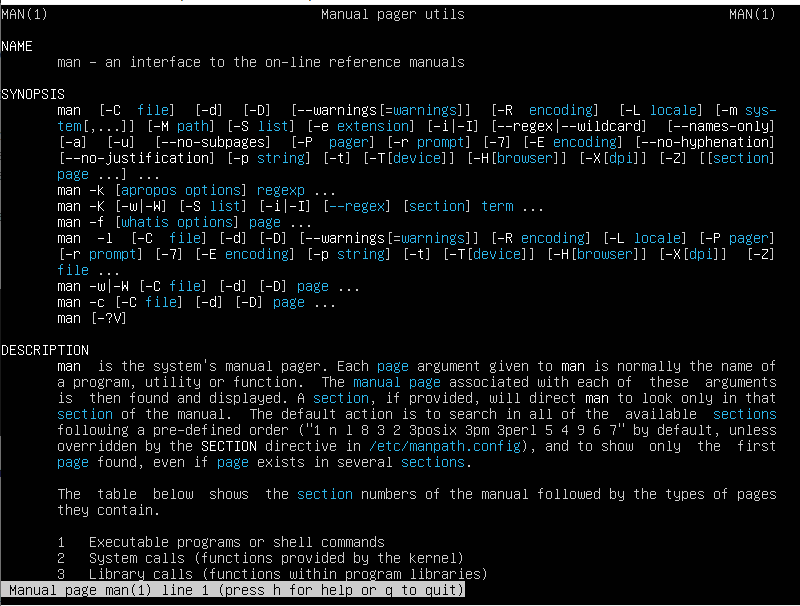 MAN(1)                                  Manual pager utils                                 MAN(1)
NAME
man - an interface to the on-line reference manuals
SYNOPSIS
man [-C file] [-d] [-D] [--warnings[=warnings]] [-R encoding] [-L locale] [-m sys-
tem[,...]] [-M path] [-S list] [-e extension] [-i|-I] [--regex|--wildcard] [--names-only]
[-a] [-u] [--no-subpages] [-P pager] [-r prompt] [-7] [-E encoding] [--no-hyphenation]
[--no-justification] [-p string] [-t] [-T[device]] [-H[browser]] [-X[dpi]] [-Z] [[section]
page ...] ...
man -k [apropos options] regexp ...
man -K [-w|-W] [-S list] [-i|-I] [--regex] [section] term ...
man -f [whatis options] page ...
man -l [-C file] [-d] [-D] [--warnings[=warnings]] [-R encoding] [-L locale] [-P pager]
[-r prompt] [-7] [-E encoding] [-p string] [-t] [-T[device]] [-H[browser]] [-X[dpi]] [-Z]
file ...
man -w|-W [-C file] [-d] [-D] page ...
man -c [-C file] [-d] [-D] page ...
man [-?V]
DESCRIPTION
man is the system's manual pager. Each page argument given to man is normally the name of
a program, utility or function. The manual page associated with each of these arguments
is then found and displayed. A section, if provided, will direct man to look only in that
section of the manual. The default action is to search in all of the available sections
following a pre-defined order ("1 n l 8 3 2 3posix 3pm 3perl 5 4 9 6 7" by default, unless
overridden by the SECTION directive in /etc/manpath.config), and to show only the first
page found, even if page exists in several sections.
The table below shows the section numbers of the manual followed by the types of pages
they contain.
1 Executable programs or shell commands
2 System calls (functions provided by the kernel)
3 Library calls (functions within program libraries)
Manual page man(1) line 1 (press h for help or q to quit)